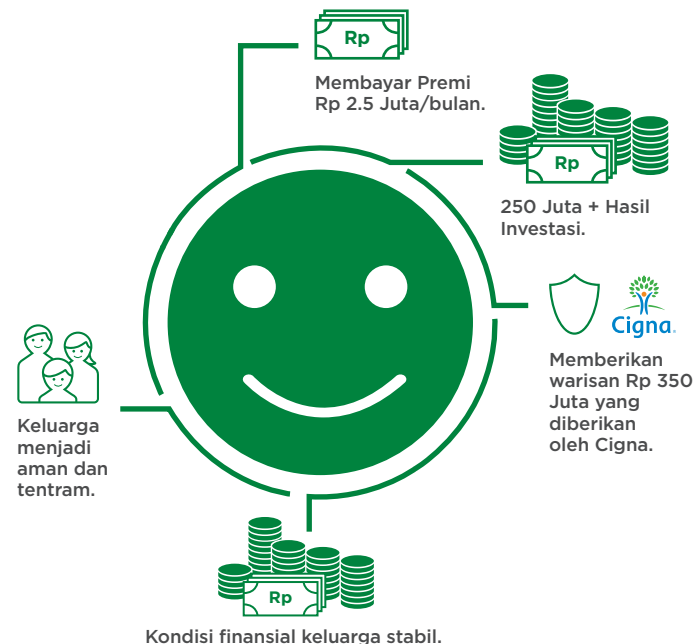 Rp
Membayar Premi
Rp 2.5 Juta/bulan.
Rp
250 Juta + Hasil
Investasi.
Cigna
Memberikan
warisan Rp 350
Juta yang
diberikan
oleh Cigna.
Keluarga
menjadi
aman dan
tentram.
Rp
Kondisi finansial keluarga stabil.